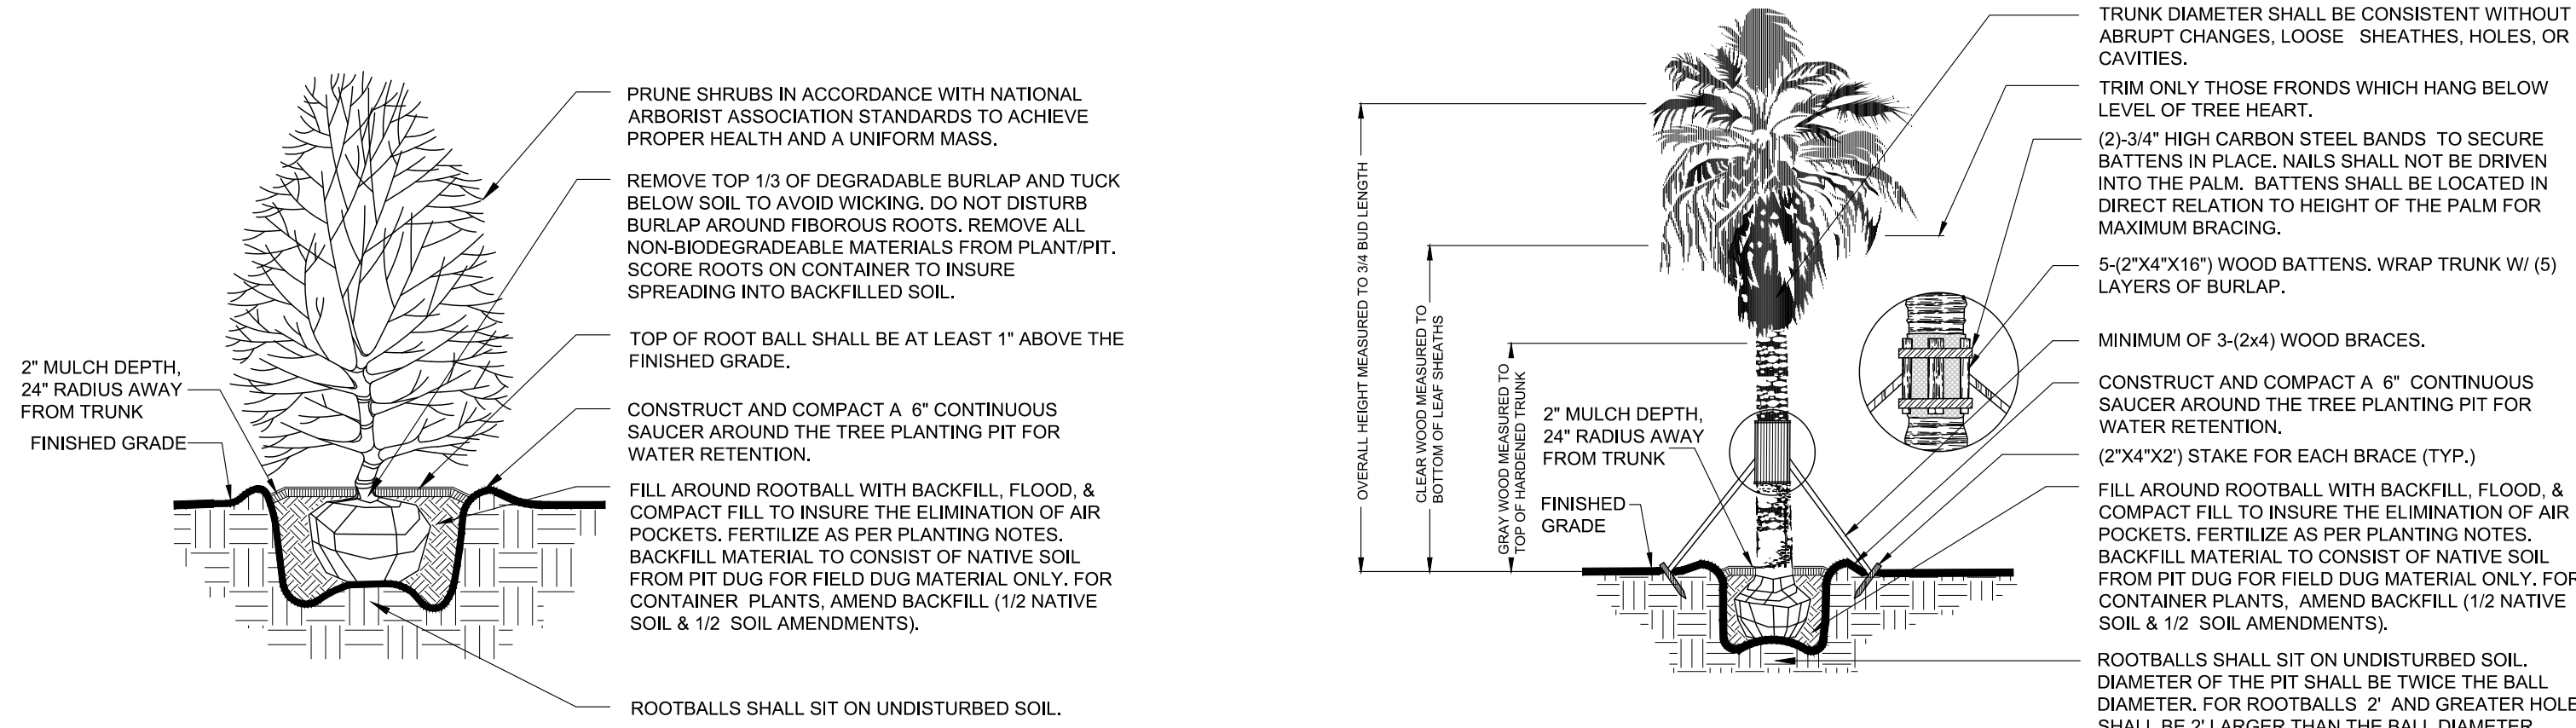 PRUNE SHRUBS IN ACCORDANCE WITH NATIONAL
ARBORIST ASSOCIATION STANDARDS TO ACHIEVE
PROPER HEALTH AND A UNIFORM MASS.
REMOVE TOP 1/3 OF DEGRADABLE BURLAP AND TUCK
BELOW SOIL TO AVOID WICKING. DO NOT DISTURB
BURLAP AROUND FIBOROUS ROOTS. REMOVE ALL
NON-BIODEGRADEABLE MATERIALS FROM PLANT/PIT.
SCORE ROOTS ON CONTAINER TO INSURE
SPREADING INTO BACKFILLED SOIL.
TOP OF ROOT BALL SHALL BE AT LEAST 1" ABOVE THE
FINISHED GRADE.
2" MULCH DEPTH,
24" RADIUS AWAY
FROM TRUNK
FINISHED GRADE
CONSTRUCT AND COMPACT A 6" CONTINUOUS
SAUCER AROUND THE TREE PLANTING PIT FOR
WATER RETENTION.
FILL AROUND ROOTBALL WITH BACKFILL, FLOOD, &
COMPACT FILL TO INSURE THE ELIMINATION OF AIR
POCKETS. FERTILIZE AS PER PLANTING NOTES.
BACKFILL MATERIAL TO CONSIST OF NATIVE SOIL
FROM PIT DUG FOR FIELD DUG MATERIAL ONLY. FOR
CONTAINER PLANTS, AMEND BACKFILL (1/2 NATIVE
SOIL & 1/2 SOIL AMENDMENTS).
ROOTBALLS SHALL SIT ON UNDISTURBED SOIL.
OVERALL HEIGHT MEASURED TO 3/4 BUD LENGTH
CLEAR WOOD MEASURED TO
BOTTOM OF LEAF SHEATHS
GRAY WOOD MEASURED TO
TOP OF HARDENED TRUNK
2" MULCH DEPTH,
24" RADIUS AWAY
FROM TRUNK
FINISHED
GRADE
TRUNK DIAMETER SHALL BE CONSISTENT WITHOUT
ABRUPT CHANGES, LOOSE SHEATHES, HOLES, OR
CAVITIES.
TRIM ONLY THOSE FRONDS WHICH HANG BELOW
LEVEL OF TREE HEART.
(2)-3/4" HIGH CARBON STEEL BANDS TO SECURE
BATTENS IN PLACE. NAILS SHALL NOT BE DRIVEN
INTO THE PALM. BATTENS SHALL BE LOCATED IN
DIRECT RELATION TO HEIGHT OF THE PALM FOR
MAXIMUM BRACING.
5-(2"X4"X16") WOOD BATTENS. WRAP TRUNK W/ (5)
LAYERS OF BURLAP.
MINIMUM OF 3-(2x4) WOOD BRACES.
CONSTRUCT AND COMPACT A 6" CONTINUOUS
SAUCER AROUND THE TREE PLANTING PIT FOR
WATER RETENTION.
(2"X4"X2') STAKE FOR EACH BRACE (TYP.)
FILL AROUND ROOTBALL WITH BACKFILL, FLOOD, &
COMPACT FILL TO INSURE THE ELIMINATION OF AIR
POCKETS. FERTILIZE AS PER PLANTING NOTES.
BACKFILL MATERIAL TO CONSIST OF NATIVE SOIL
FROM PIT DUG FOR FIELD DUG MATERIAL ONLY. FOR
CONTAINER PLANTS, AMEND BACKFILL (1/2 NATIVE
SOIL & 1/2 SOIL AMENDMENTS).
ROOTBALLS SHALL SIT ON UNDISTURBED SOIL.
DIAMETER OF THE PIT SHALL BE TWICE THE BALL
DIAMETER. FOR ROOTBALLS 2' AND GREATER HOLE
SHALL BE 2' LARGER THAN THE BALL DIAMETER